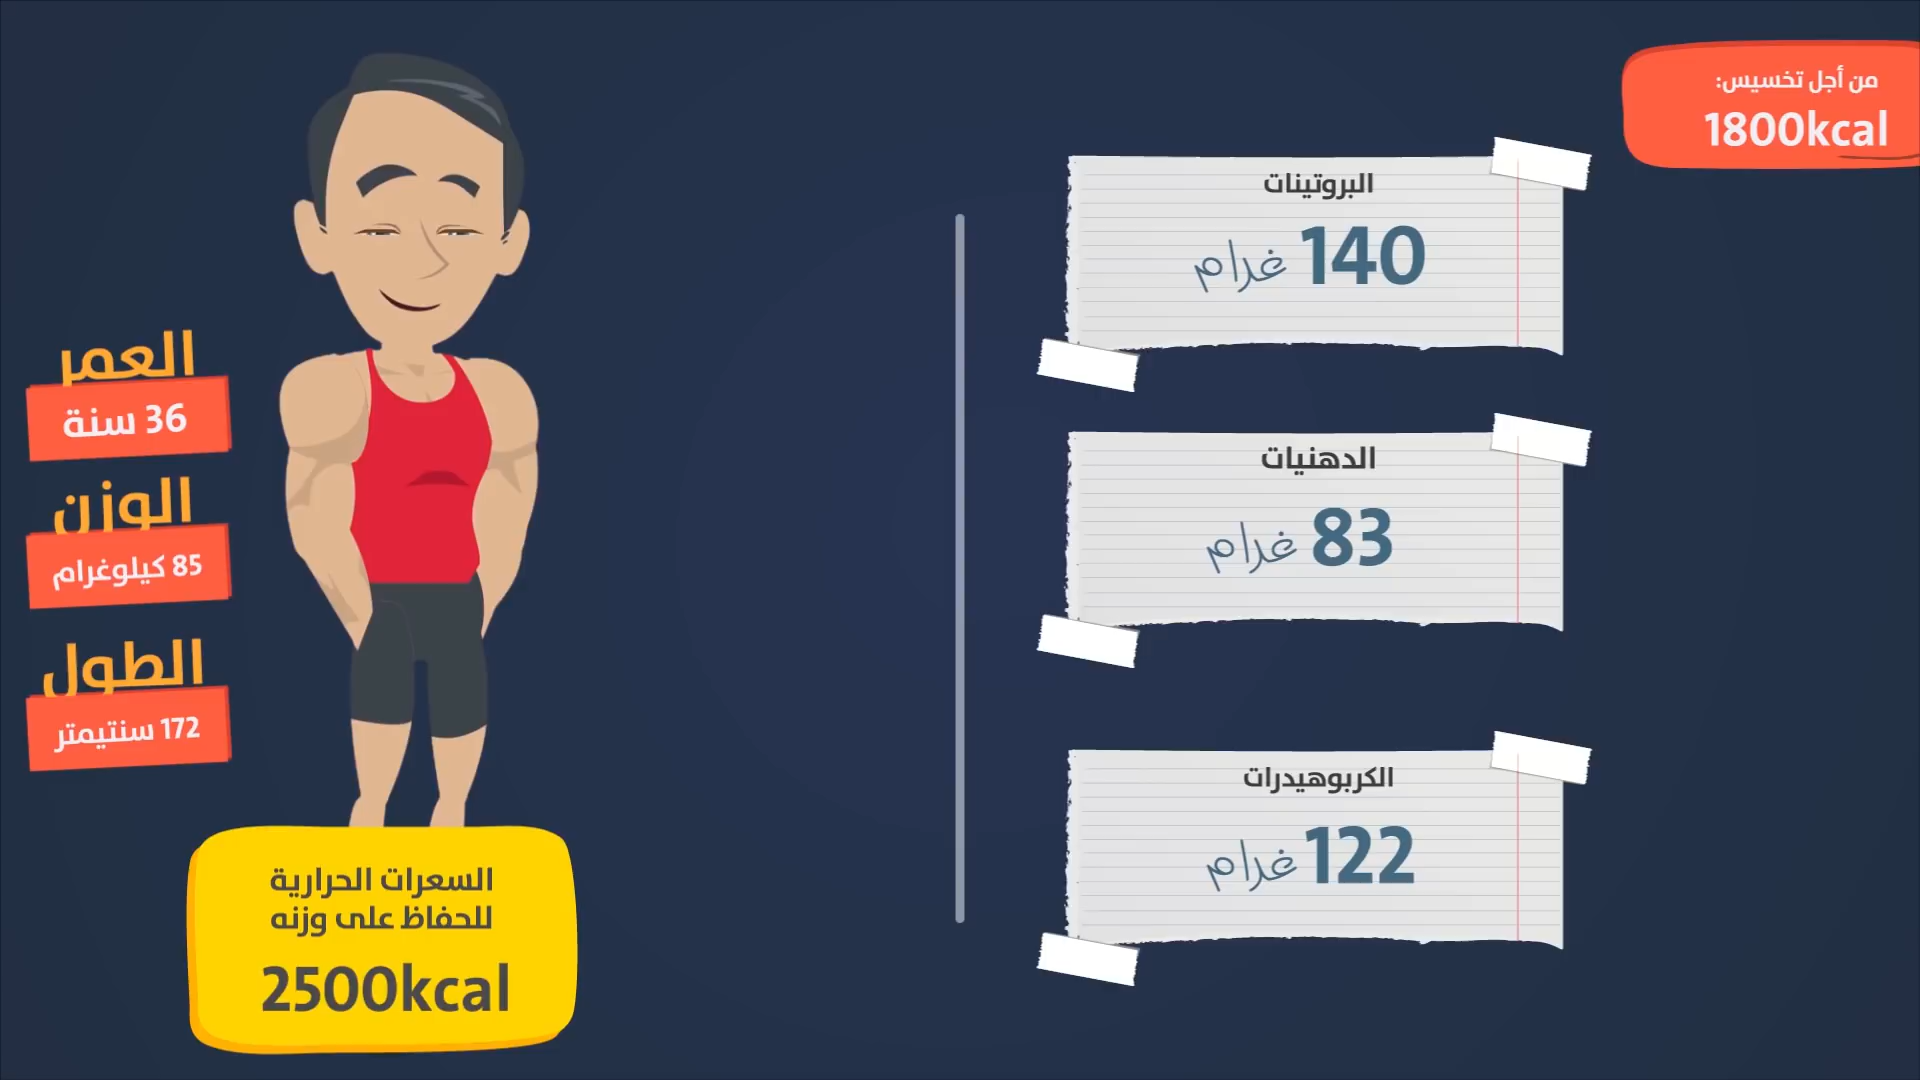 من أجل تخسيس:
1800kcal
البروتينات
140 غرام
الدهنيات
83 غرام
الكربوهيدرات
122 غرام
العمر
36 سنة
الوزن
85 كيلوغرام
الطول
172 سنتيمتر
السعرات الحرارية
للحفاظ على وزنه
2500kcal